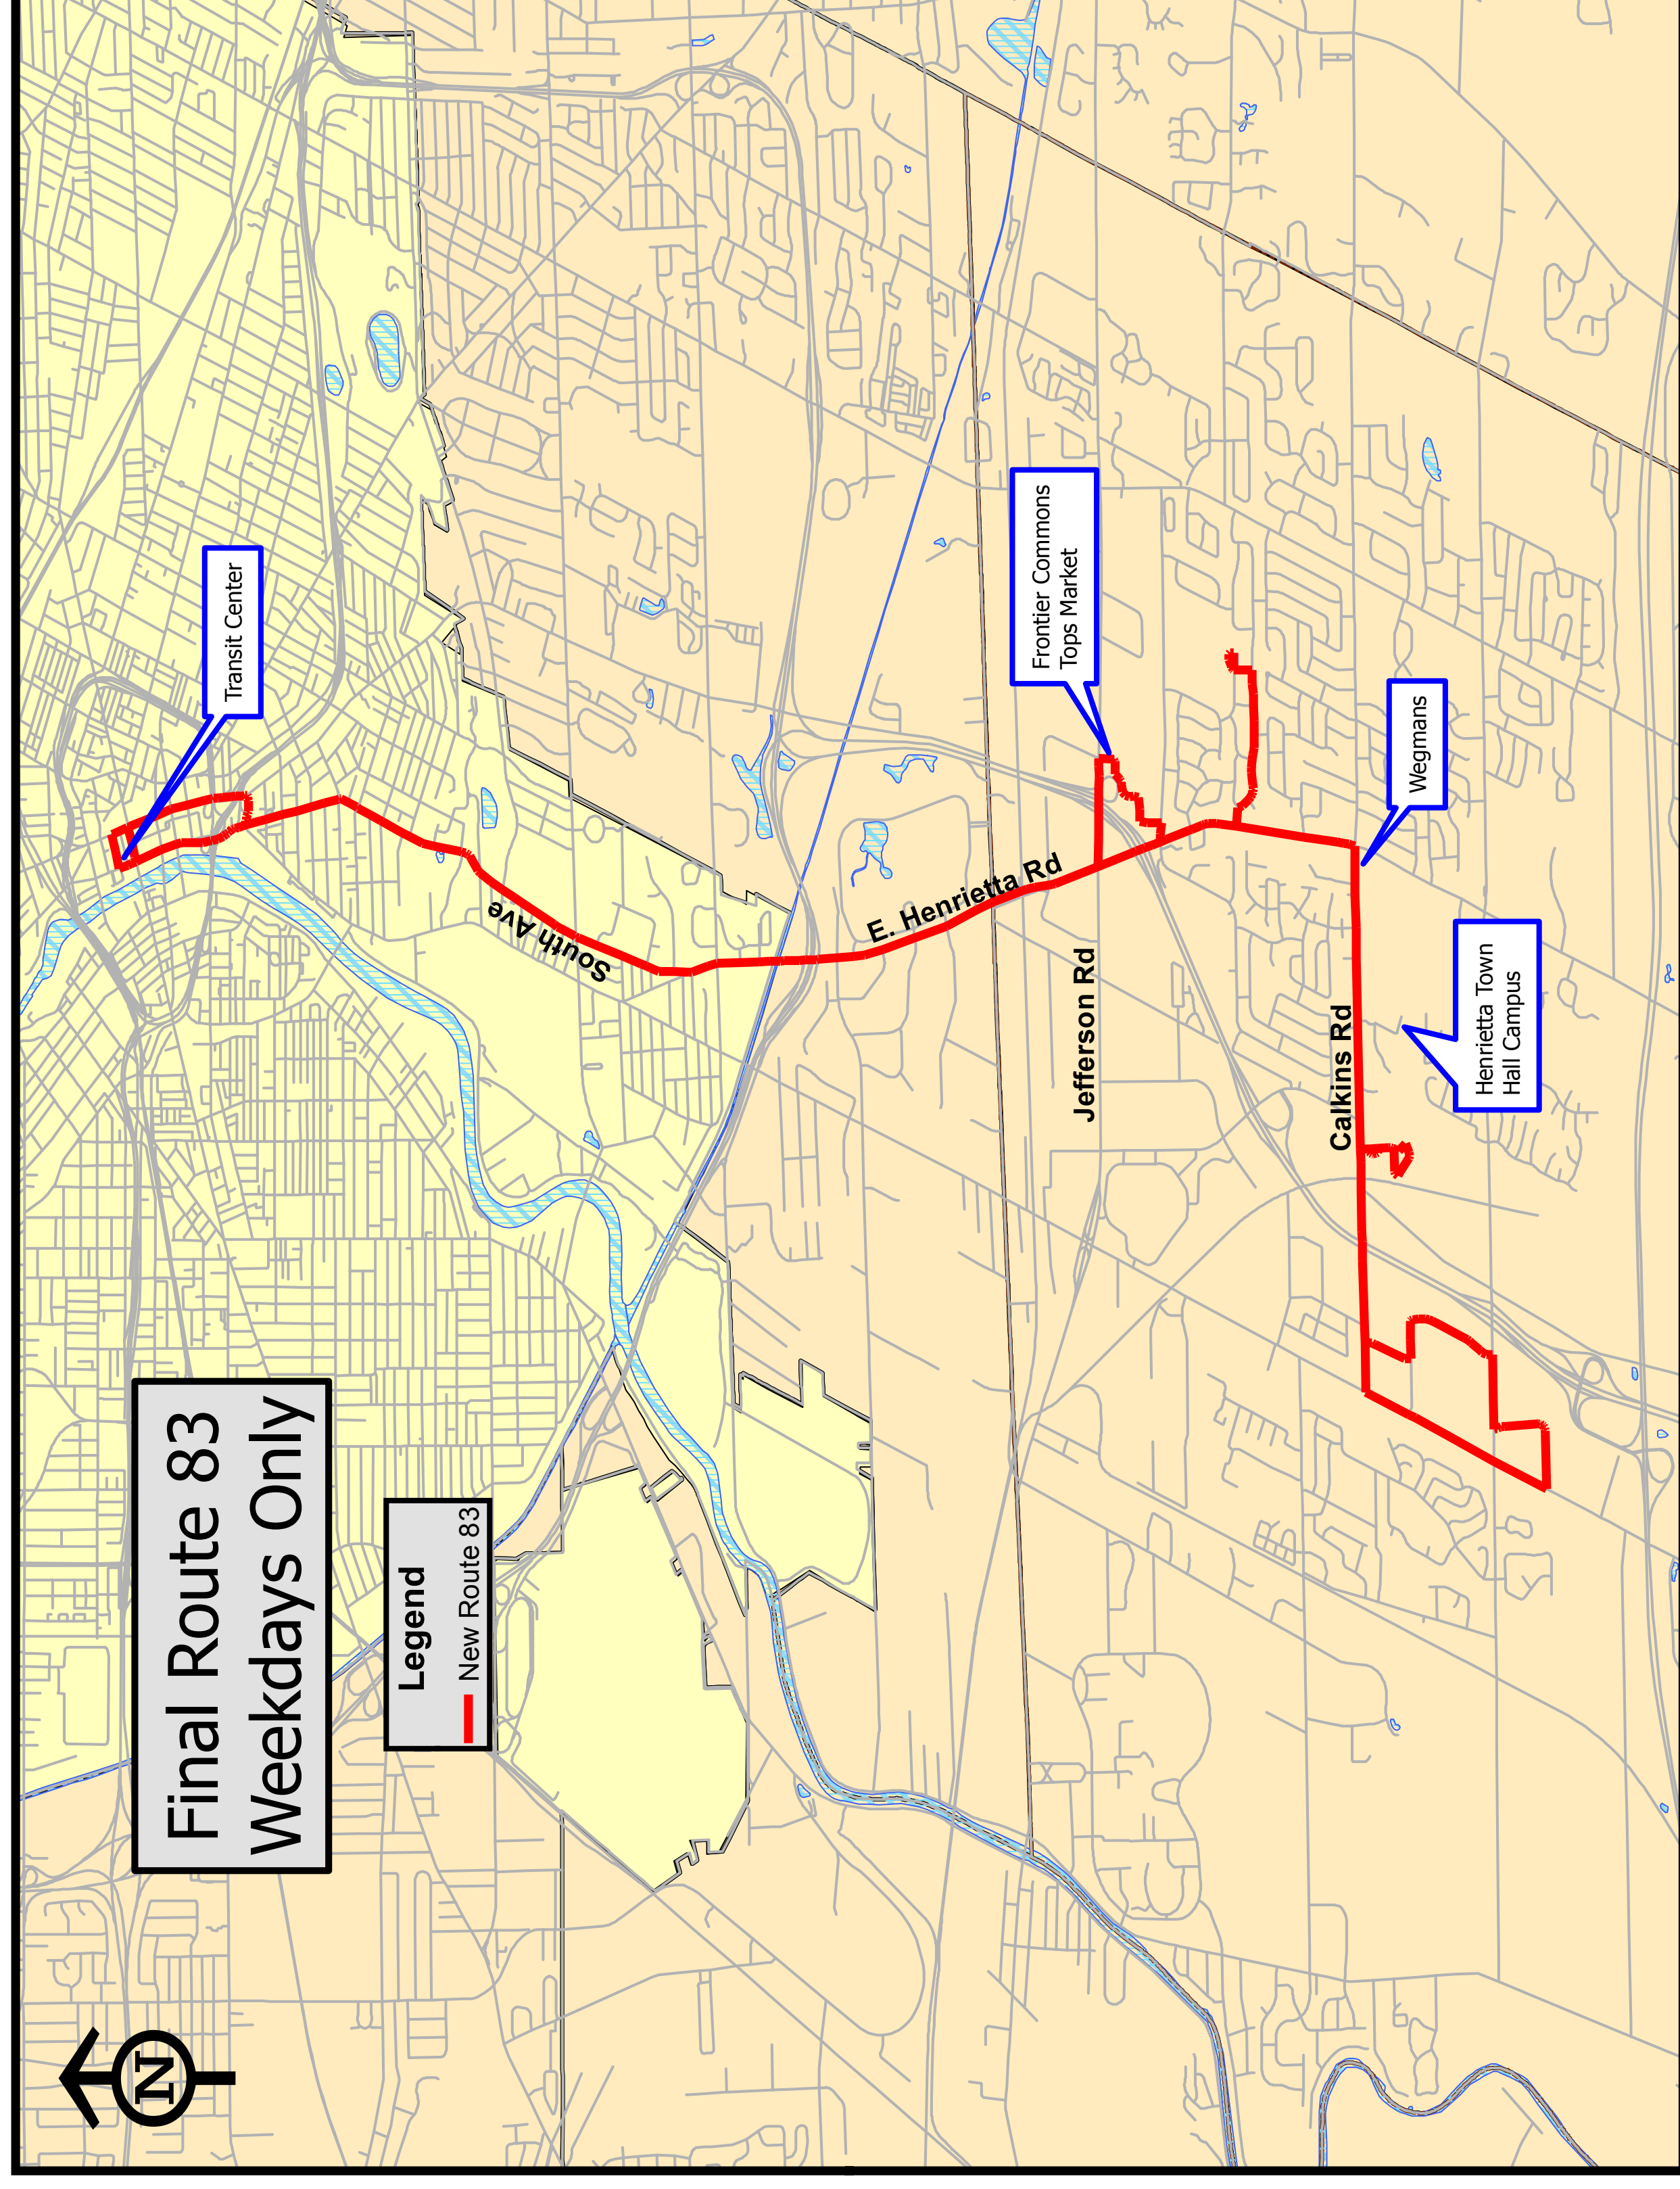 Final Route 83
Weekdays Only
Legend
New Route 83
N
Transit Center
South Ave
E. Henrietta Rd
Frontier Commons
Tops Market
Jefferson Rd
Calkins Rd
Wegmans
Henrietta Town
Hall Campus